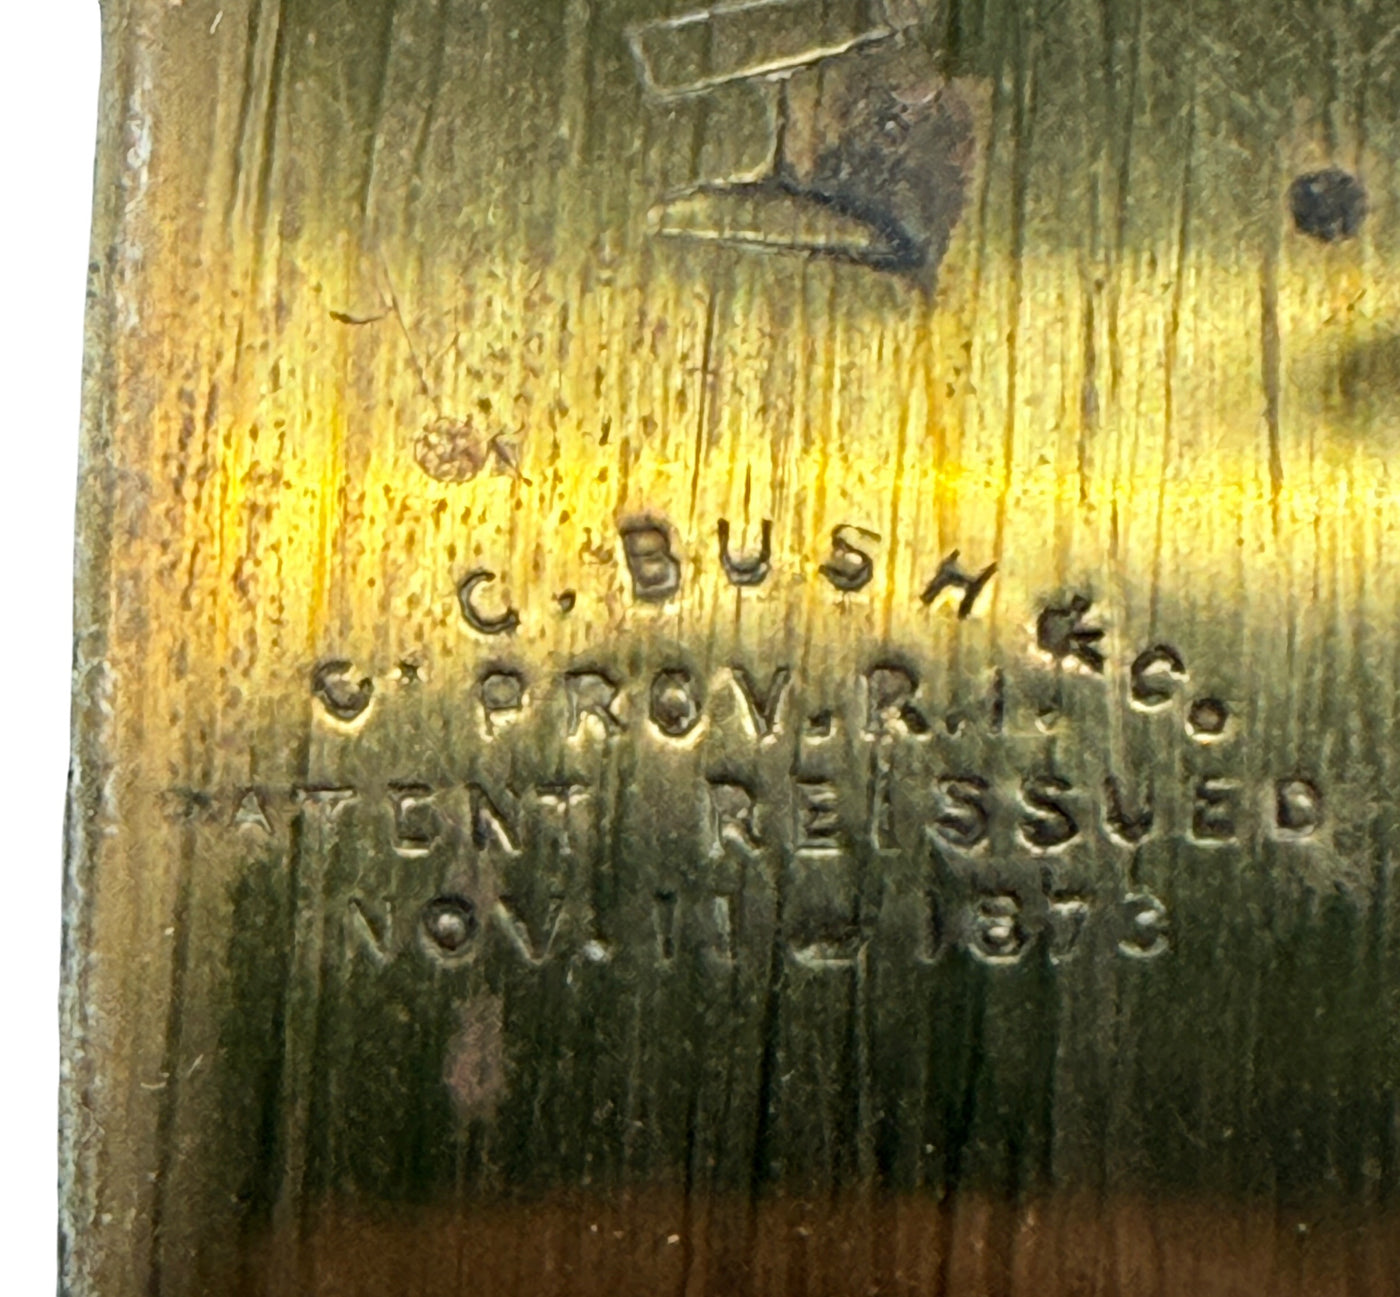 C. G. BUSH & Co
PROV. R.I.
PATENT REISSUED
NOV. 11 - 1873